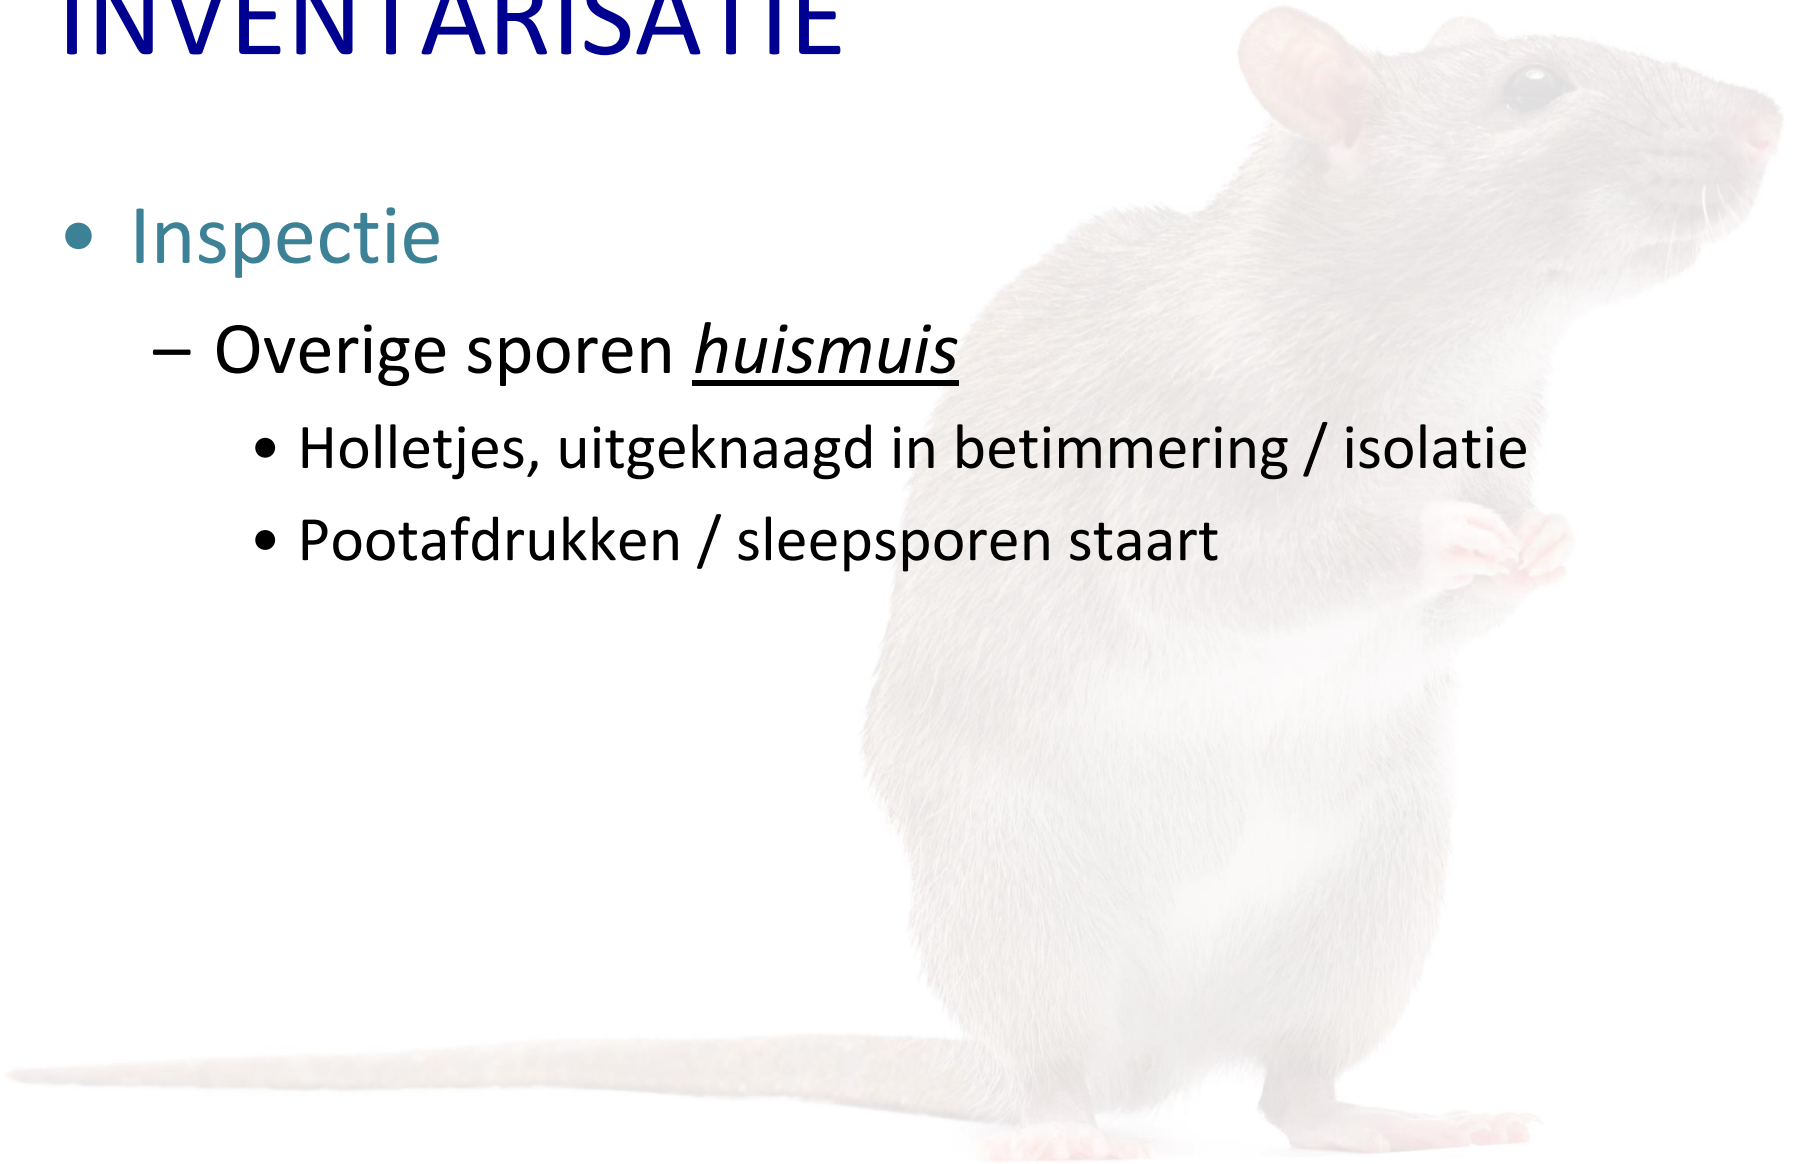 INVENTARISATIE
• Inspectie
– Overige sporen huismuis
• Holletjes, uitgeknaagd in betimmering / isolatie
• Pootafdrukken / sleepsporen staart